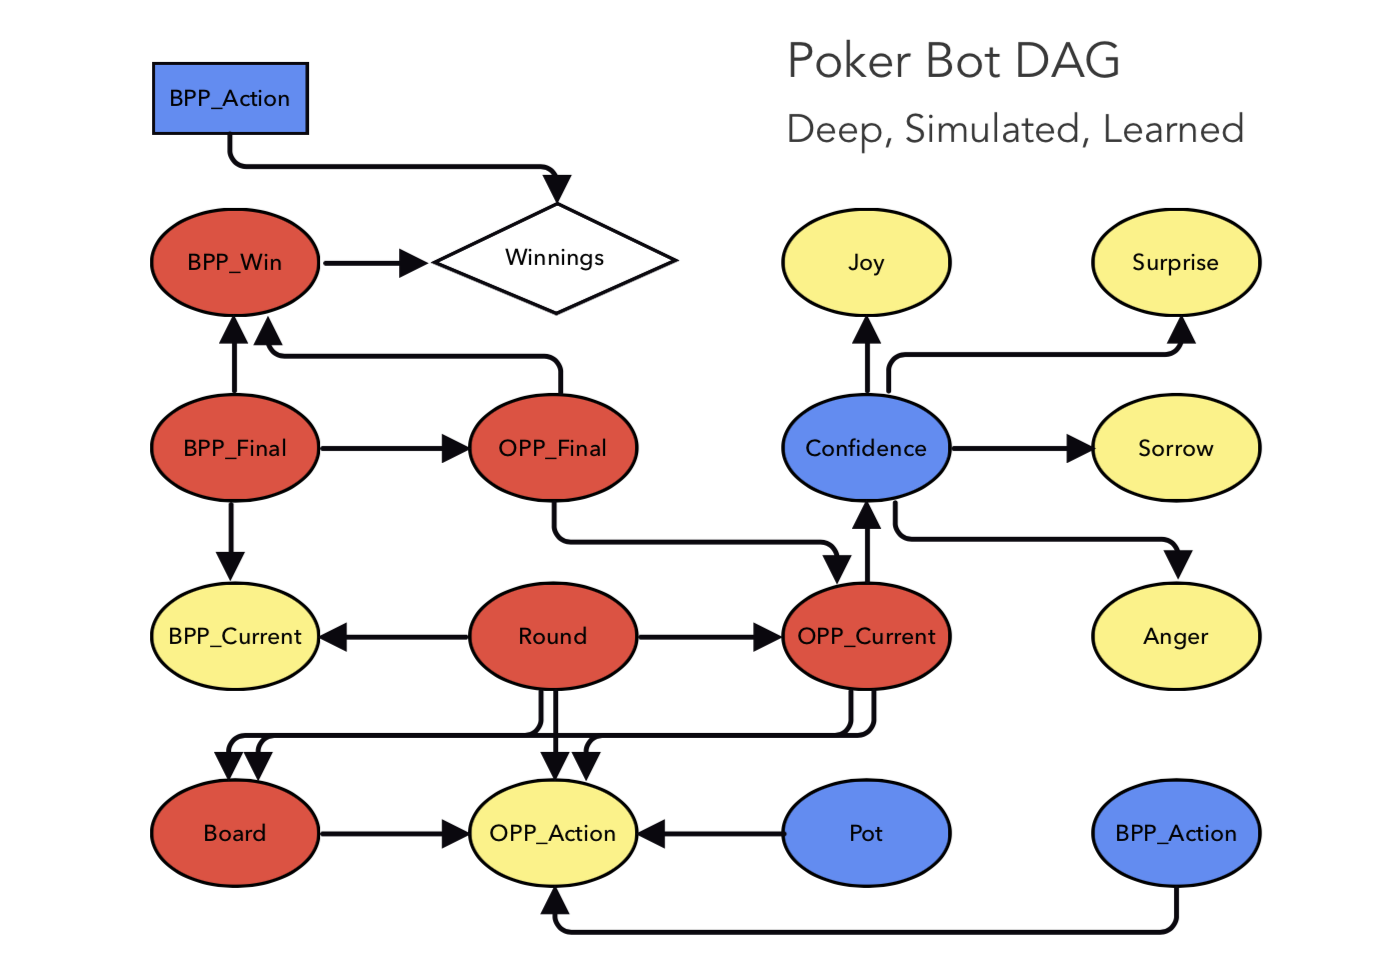 Poker Bot DAG
Deep, Simulated, Learned
BPP_Action
BPP_Win
Winnings
Joy
Surprise
BPP_Final
OPP_Final
Confidence
Sorrow
BPP_Current
Round
OPP_Current
Anger
Board
OPP_Action
Pot
BPP_Action